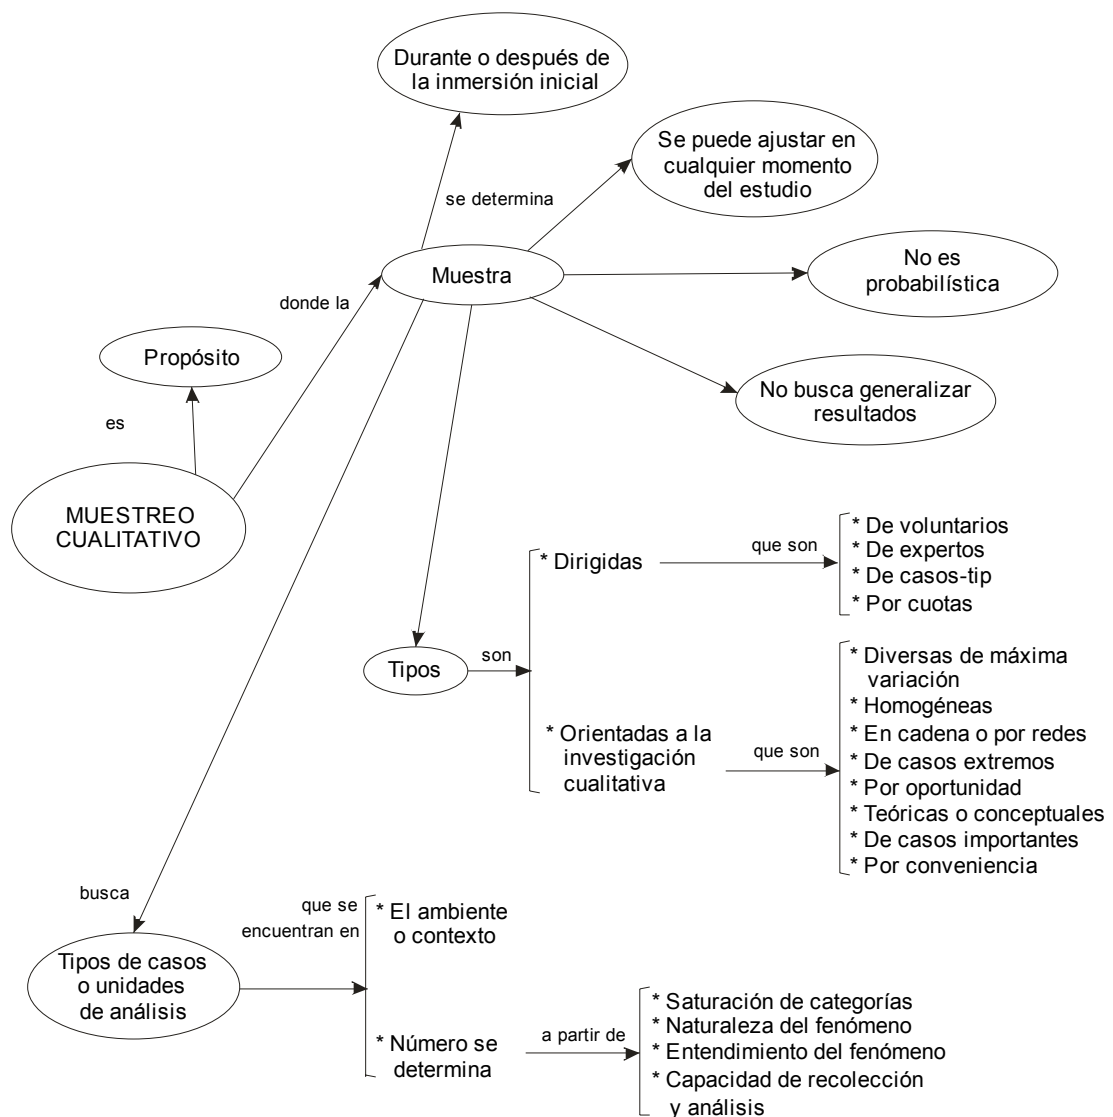 Durante o después de
la inmersión inicial
Se puede ajustar en
cualquier momento
del estudio
se determina
Muestra
No es
probabilística
donde la
Propósito
No busca generalizar
resultados
es
MUESTREO
CUALITATIVO
* Dirigidas
que son
* De voluntarios
* De expertos
* De casos-tip
* Por cuotas
Tipos
son
* Orientadas a la
investigación
cualitativa
que son
* Diversas de máxima
variación
* Homogéneas
* En cadena o por redes
* De casos extremos
* Por oportunidad
* Teóricas o conceptuales
* De casos importantes
* Por conveniencia
busca
Tipos de casos
o unidades
de análisis
que se
encuentran en
* El ambiente
o contexto
* Número se
determina
a partir de
* Saturación de categorías
* Naturaleza del fenómeno
* Entendimiento del fenómeno
* Capacidad de recolección
y análisis